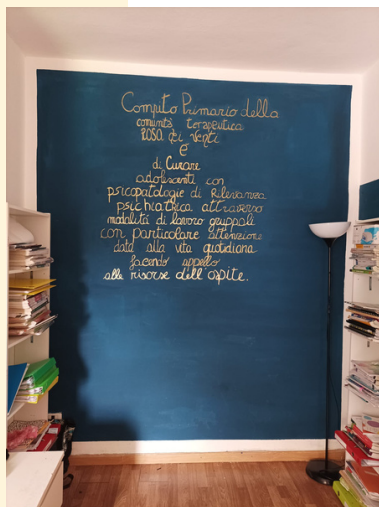 Compito Primario della
comunità terapeutica
ROSA dei VENTI
È
di Curare
adolescenti con
psicopatologie di Rilevanza
psichiatrica attraverso
modalità di lavoro gruppali
con particolare attenzione
data alla vita quotidiana
facendo appello
alle risorse dell'ospite.